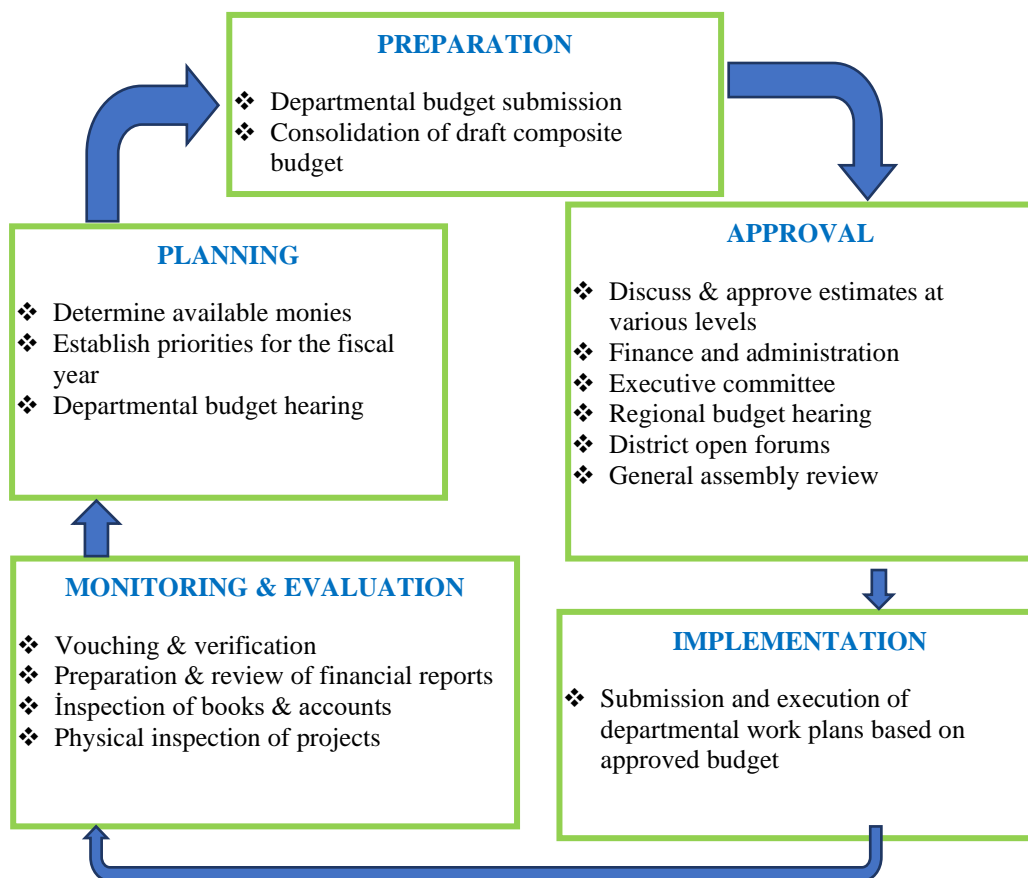 PREPARATION
❖ Departmental budget submission
❖ Consolidation of draft composite
budget
PLANNING
❖ Determine available monies
❖ Establish priorities for the fiscal
year
❖ Departmental budget hearing
APPROVAL
❖ Discuss & approve estimates at
various levels
❖ Finance and administration
❖ Executive committee
❖ Regional budget hearing
❖ District open forums
❖ General assembly review
MONITORING & EVALUATION
❖ Vouching & verification
❖ Preparation & review of financial reports
❖ İnspection of books & accounts
❖ Physical inspection of projects
IMPLEMENTATION
❖ Submission and execution of
departmental work plans based on
approved budget